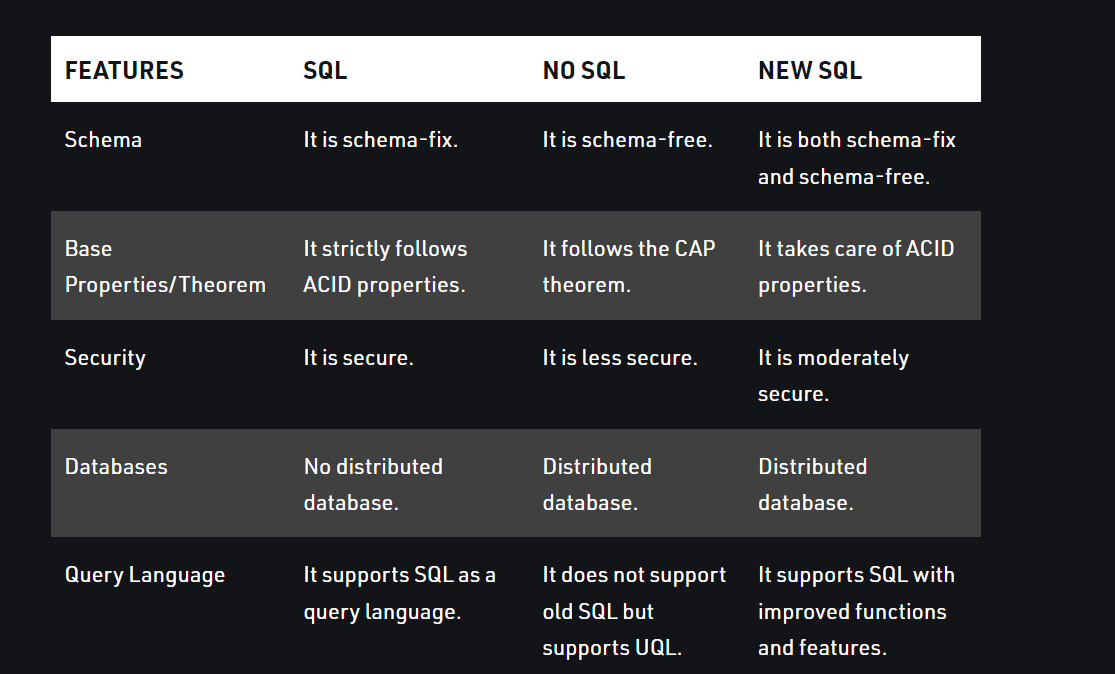 FEATURES SQL NO SQL NEW SQL
Schema It is schema-fix. It is schema-free. It is both schema-fix
and schema-free.
Base It strictly follows It follows the CAP It takes care of ACID
Properties/Theorem ACID properties. theorem. properties.
Security It is secure. It is less secure. It is moderately
secure.
Databases No distributed Distributed Distributed
database. database. database.
Query Language It supports SQL as a It does not support It supports SQL with
query language. old SQL but improved functions
supports UQL. and features.